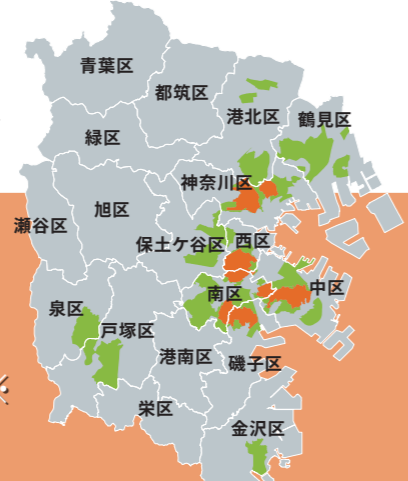 青葉区
都筑区
港北区
鶴見区
緑区
神奈川区
旭区
瀬谷区
保土ケ谷区
西区
泉区
南区
中区
戸塚区
港南区
磯子区
栄区
金沢区
※